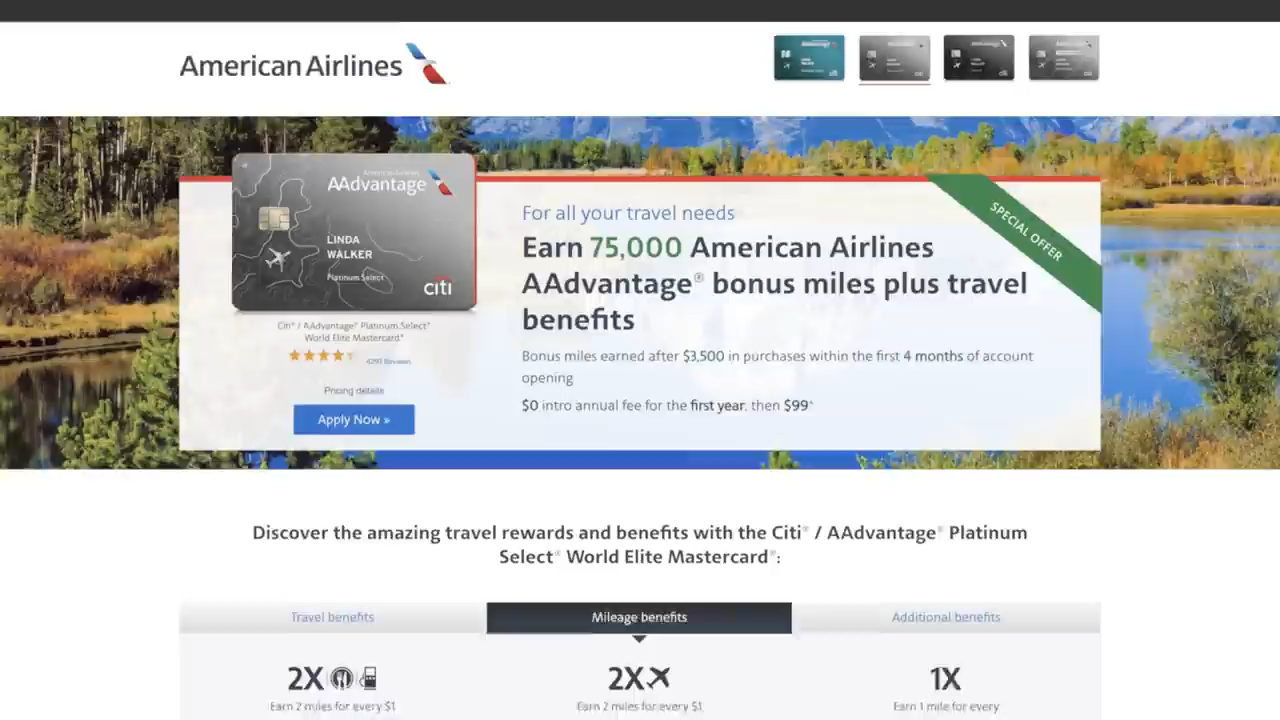 American Airlines
American Airlines
AAdvantage
LINDA
WALKER
Platinum Select
citi
Citi® / AAdvantage® Platinum Select®
World Elite Mastercard®
Pricing details
Apply Now »
SPECIAL OFFER
For all your travel needs
Earn 75,000 American Airlines
AAdvantage® bonus miles plus travel
benefits
Bonus miles earned after $3,500 in purchases within the first 4 months of account
opening
$0 intro annual fee for the first year, then $99*
Discover the amazing travel rewards and benefits with the Citi® / AAdvantage® Platinum
Select® World Elite Mastercard®:
Travel benefits
Mileage benefits
Additional benefits
2X
2X
1X
Earn 2 miles for every $1
Earn 2 miles for every $1
Earn 1 mile for every